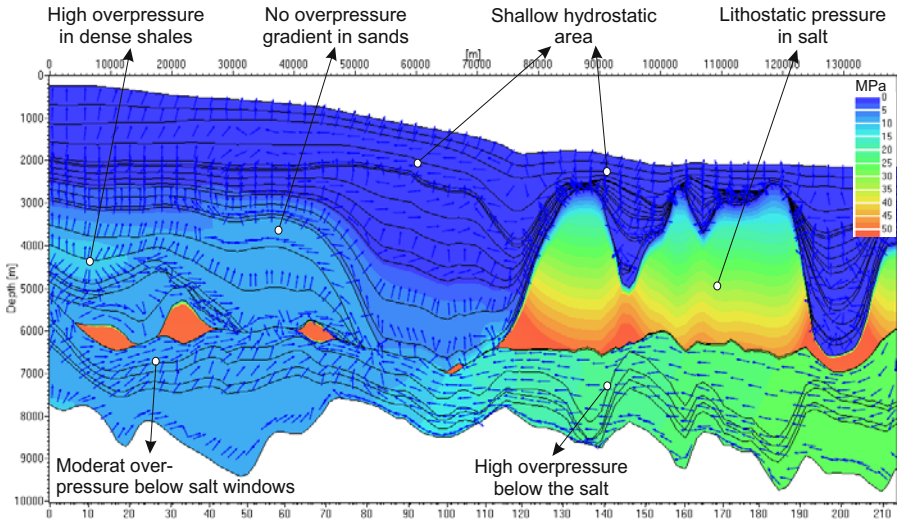 High overpressure
in dense shales
No overpressure
gradient in sands
Shallow hydrostatic
area
Lithostatic pressure
in salt
[m]
0 10000 20000 30000 40000 50000 60000 70000 80000 90000 100000 110000 120000 130000
MPa
0
5
10
15
20
25
30
35
40
45
50
Depth [m]
0
1000
2000
3000
4000
5000
6000
7000
8000
9000
10000
Moderat over-
pressure below salt windows
High overpressure
below the salt
0 10 20 30 40 50 60 70 80 90 100 110 120 130 140 150 160 170 180 190 200 210